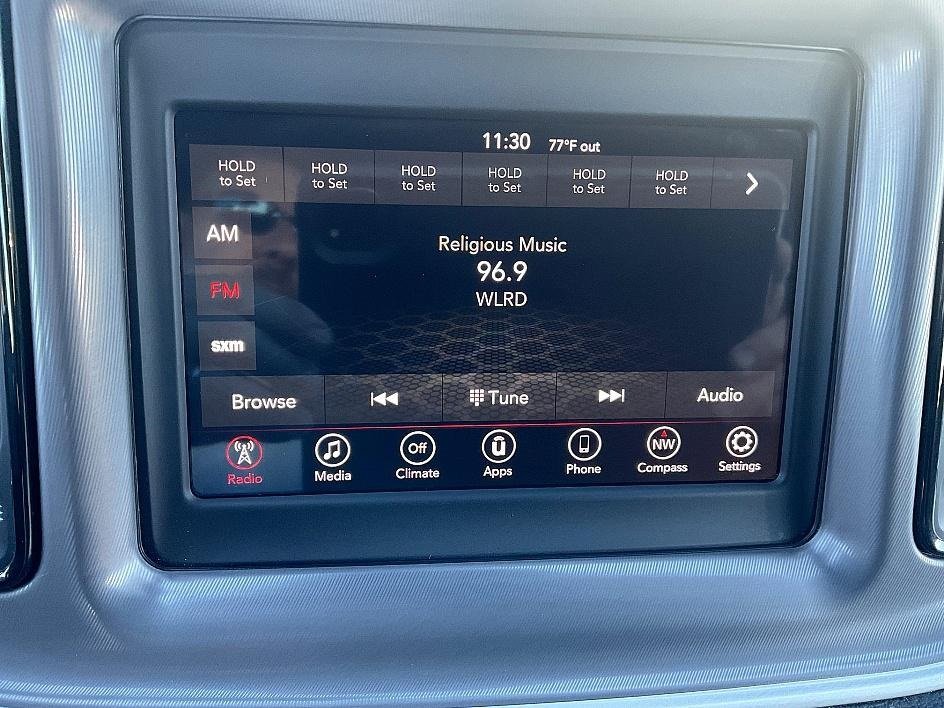 11:30 77°F out
HOLD to Set
HOLD to Set
HOLD to Set
HOLD to Set
HOLD to Set
HOLD to Set
AM
FM
sxm
Religious Music
96.9
WLRD
Browse Tune Audio
Radio Media Off Climate Apps Phone NW Compass Settings